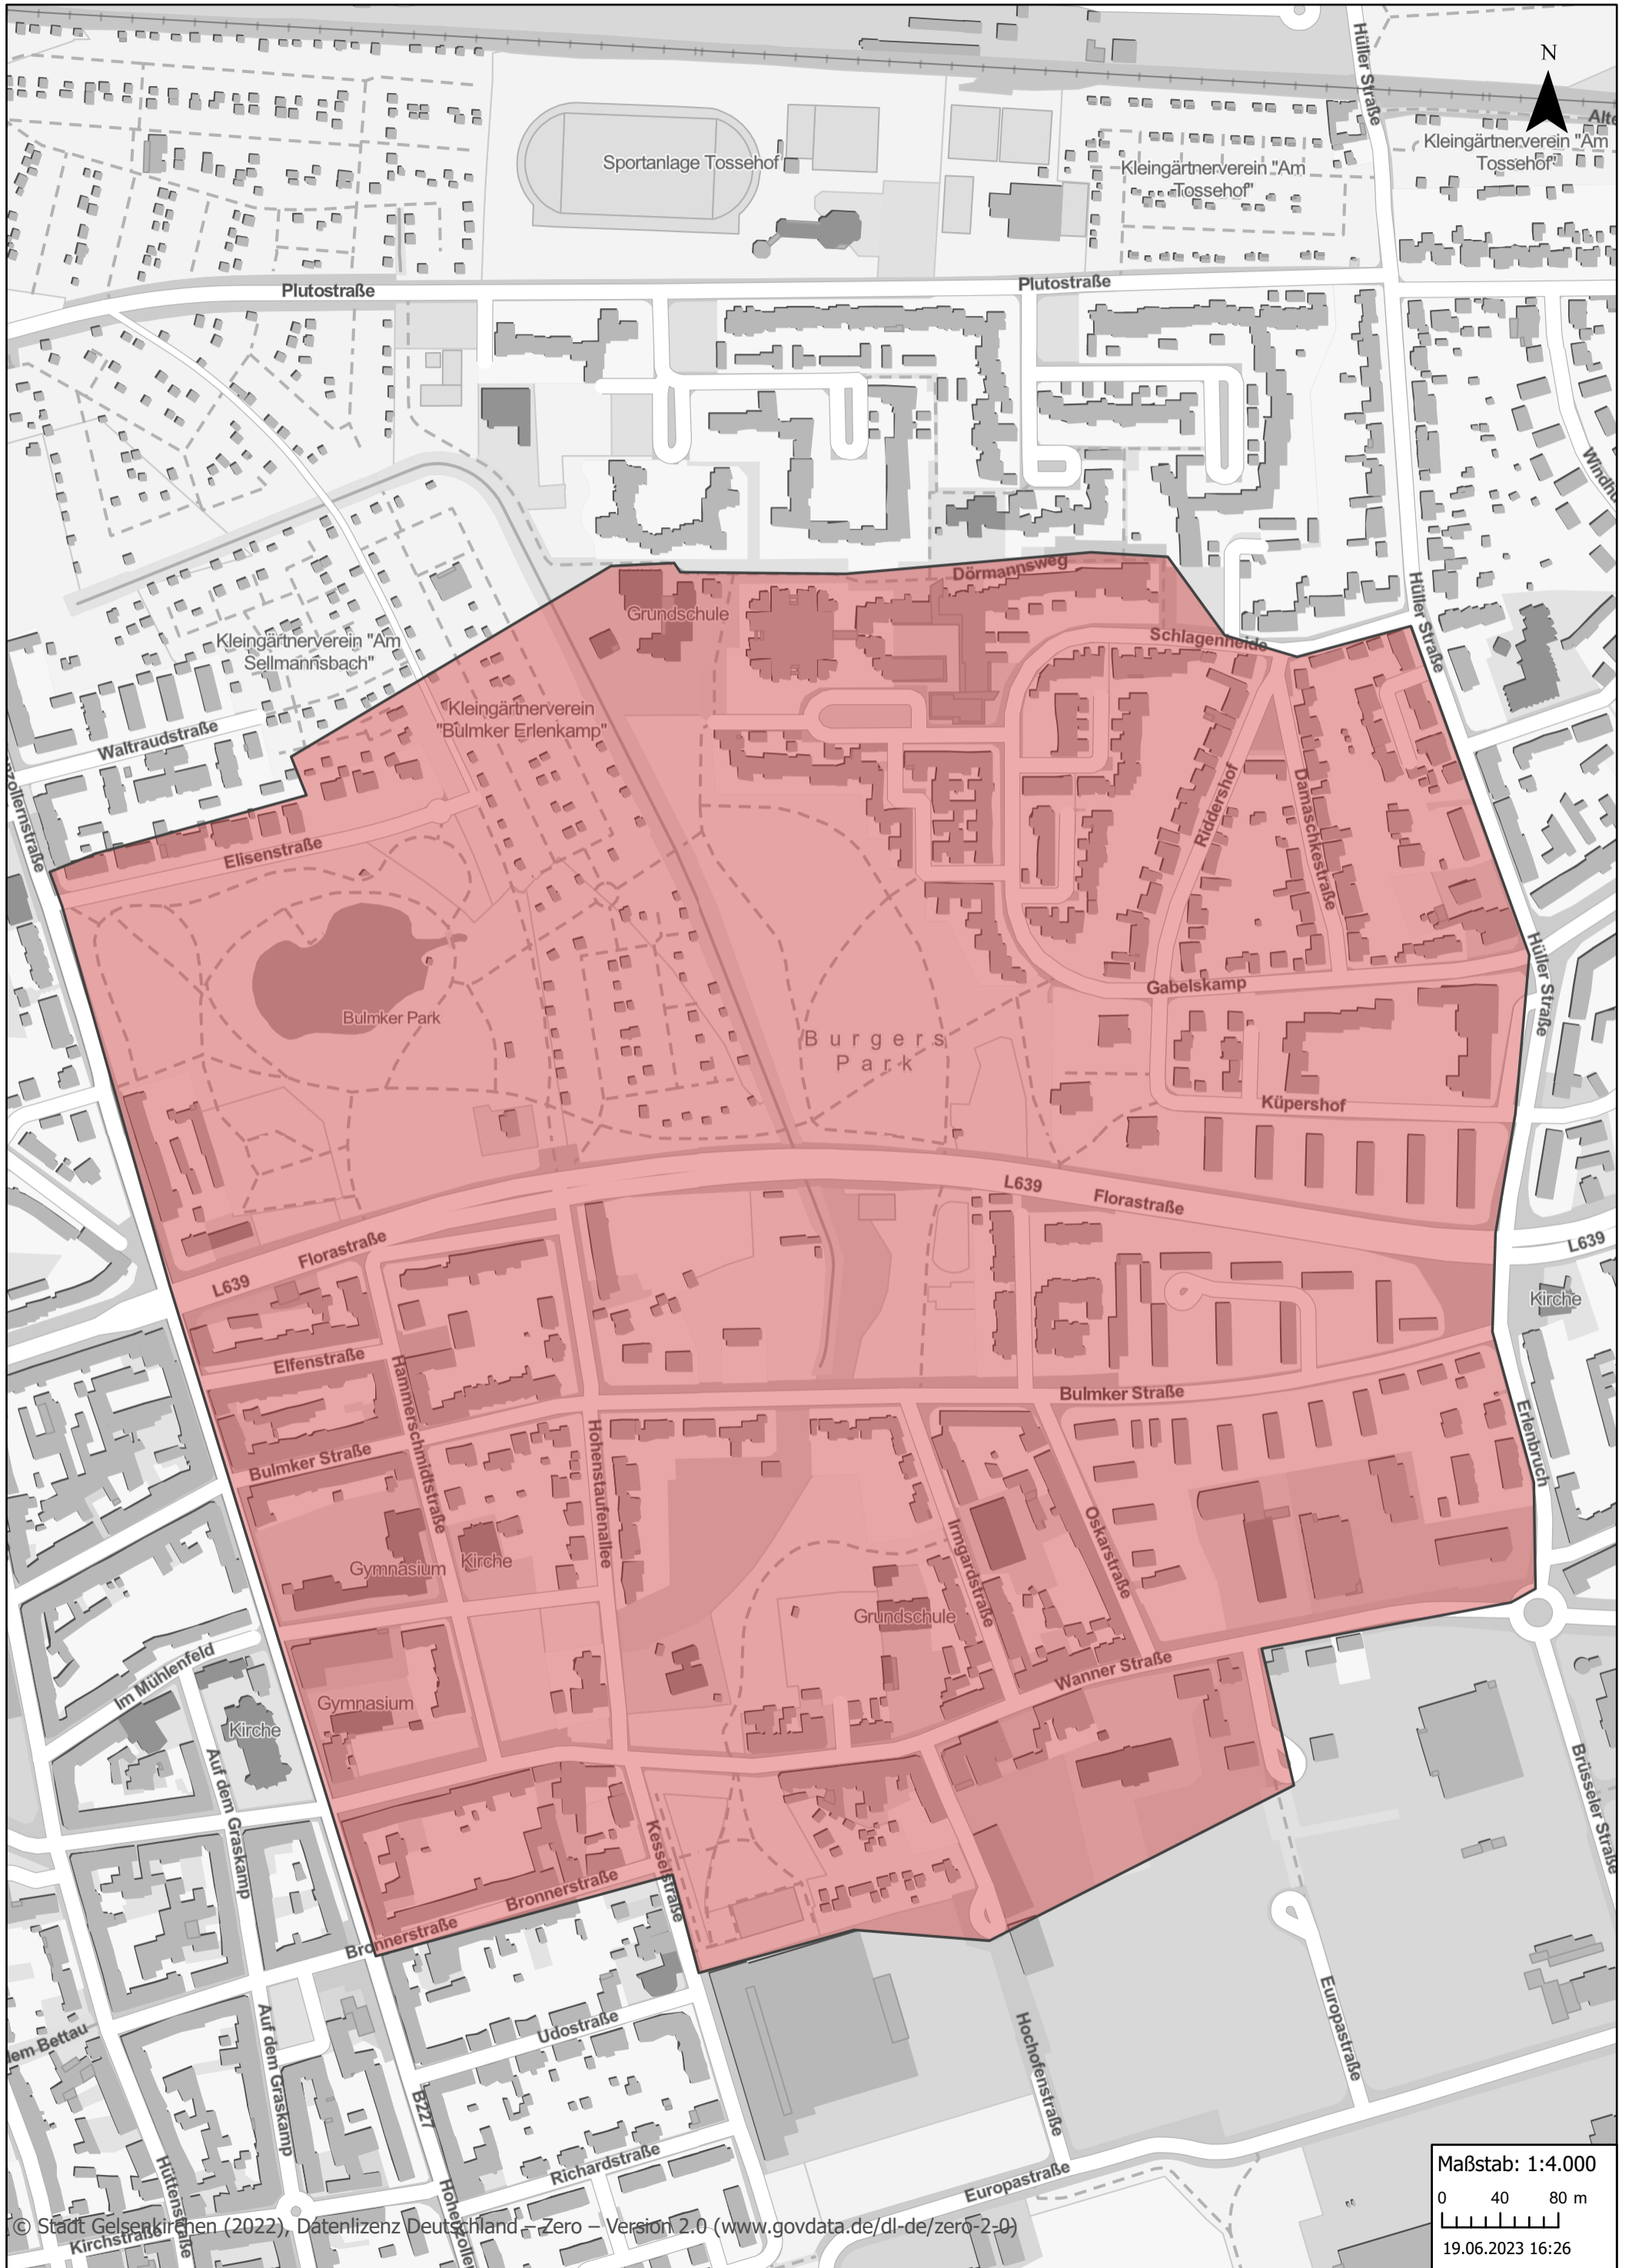 Hüller Straße
N
Alte
Kleingärtnerverein "Am
Tossehof"
Sportanlage Tossehof
Kleingärtnerverein "Am
Tossehof"
Plutostraße
Plutostraße
Dörmannsweg
Grundschule
Schlagenheide
Hüller Straße
Kleingärtnerverein "Am
Sellmannsbach"
Kleingärtnerverein
"Bulmker Erlenkamp"
Waltraudstraße
Riddershof
Damaschkestraße
Elisenstraße
Gabelskamp
Hüller Straße
Bulmker Park
Burgers
Park
Küpershof
L639
Florastraße
Florastraße
L639
L639
Kirche
Elfenstraße
Hammerschmidtstraße
Bulmker Straße
Bulmker Straße
Hohenstaufenallee
Erlenbruch
Irmgardstraße
Oskarstraße
Gymnasium
Kirche
Grundschule
Im Mühlenfeld
Wanner Straße
Gymnasium
Kirche
Auf dem Graskamp
Brüsseler Straße
Kesselstraße
Bronnerstraße
Bronnerstraße
Auf dem Graskamp
Udostraße
Hochofenstraße
Europastraße
B227
Richardstraße
Europastraße
Hüttenstraße
Kirchstraße
© Stadt Gelsenkirchen (2022), Datenlizenz Deutschland – Zero – Version 2.0 (www.govdata.de/dl-de/zero-2-0)
Maßstab: 1:4.000
0 40 80 m
19.06.2023 16:26